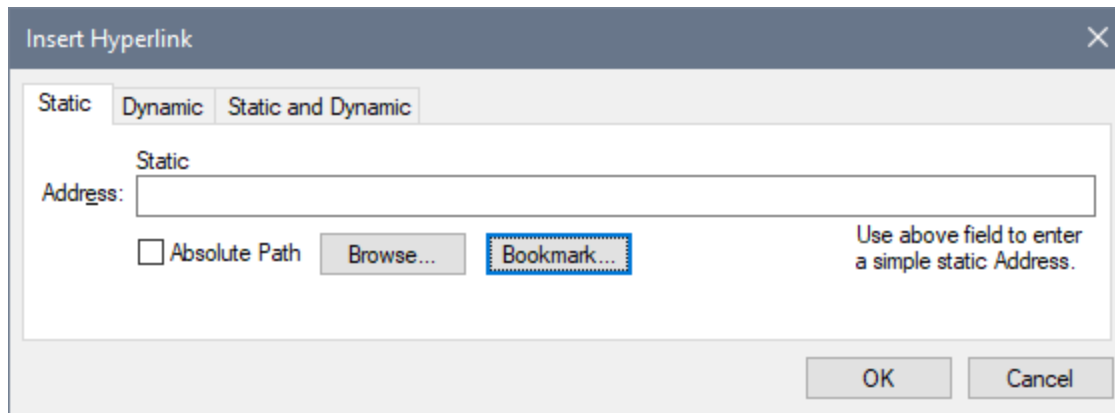 Insert Hyperlink
Static Dynamic Static and Dynamic
Static
Address:
Absolute Path Browse... Bookmark... Use above field to enter
a simple static Address.
OK Cancel